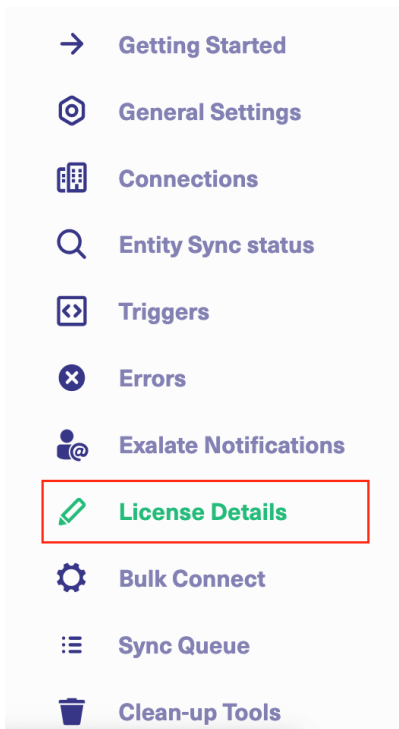 Getting Started
General Settings
Connections
Entity Sync status
Triggers
Errors
Exalate Notifications
License Details
Bulk Connect
Sync Queue
Clean-up Tools